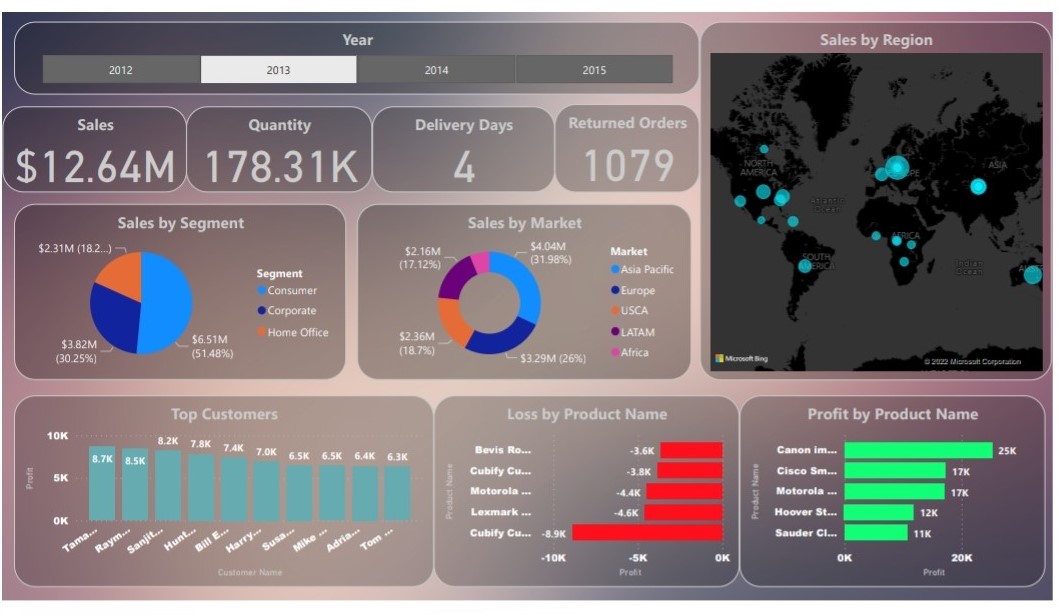 Year
2012 2013 2014 2015
Sales
$12.64M
Quantity
178.31K
Delivery Days
4
Returned Orders
1079
Sales by Region
NORTH
AMERICA
Atlantic
Ocean
ASIA
AFRICA
SOUTH
AMERICA
Indian
Ocean
Microsoft Bing
© 2022 Microsoft Corporation
Sales by Segment
$2.31M (18.2...)
$3.82M
(30.25%)
$6.51M
(51.48%)
Segment
Consumer
Corporate
Home Office
Sales by Market
$2.16M
(17.12%)
$4.04M
(31.98%)
$2.36M
(18.7%)
$3.29M (26%)
Market
Asia Pacific
Europe
USCA
LATAM
Africa
Top Customers
Profit
10K
5K
0K
8.7K 8.5K 8.2K 7.8K 7.4K 7.0K 6.5K 6.5K 6.4K 6.3K
Tama... Raym... Sanjit... Hunt... Bill E... Harry... Susa... Mike ... Adria... Tom ...
Customer Name
Loss by Product Name
Product Name
Bevis Ro... -3.6K
Cubify Cu... -3.8K
Motorola ... -4.4K
Lexmark ... -4.6K
Cubify Cu... -8.9K
-10K -5K 0K
Profit
Profit by Product Name
Product Name
Canon im... 25K
Cisco Sm... 17K
Motorola ... 17K
Hoover St... 12K
Sauder Cl... 11K
0K 20K
Profit